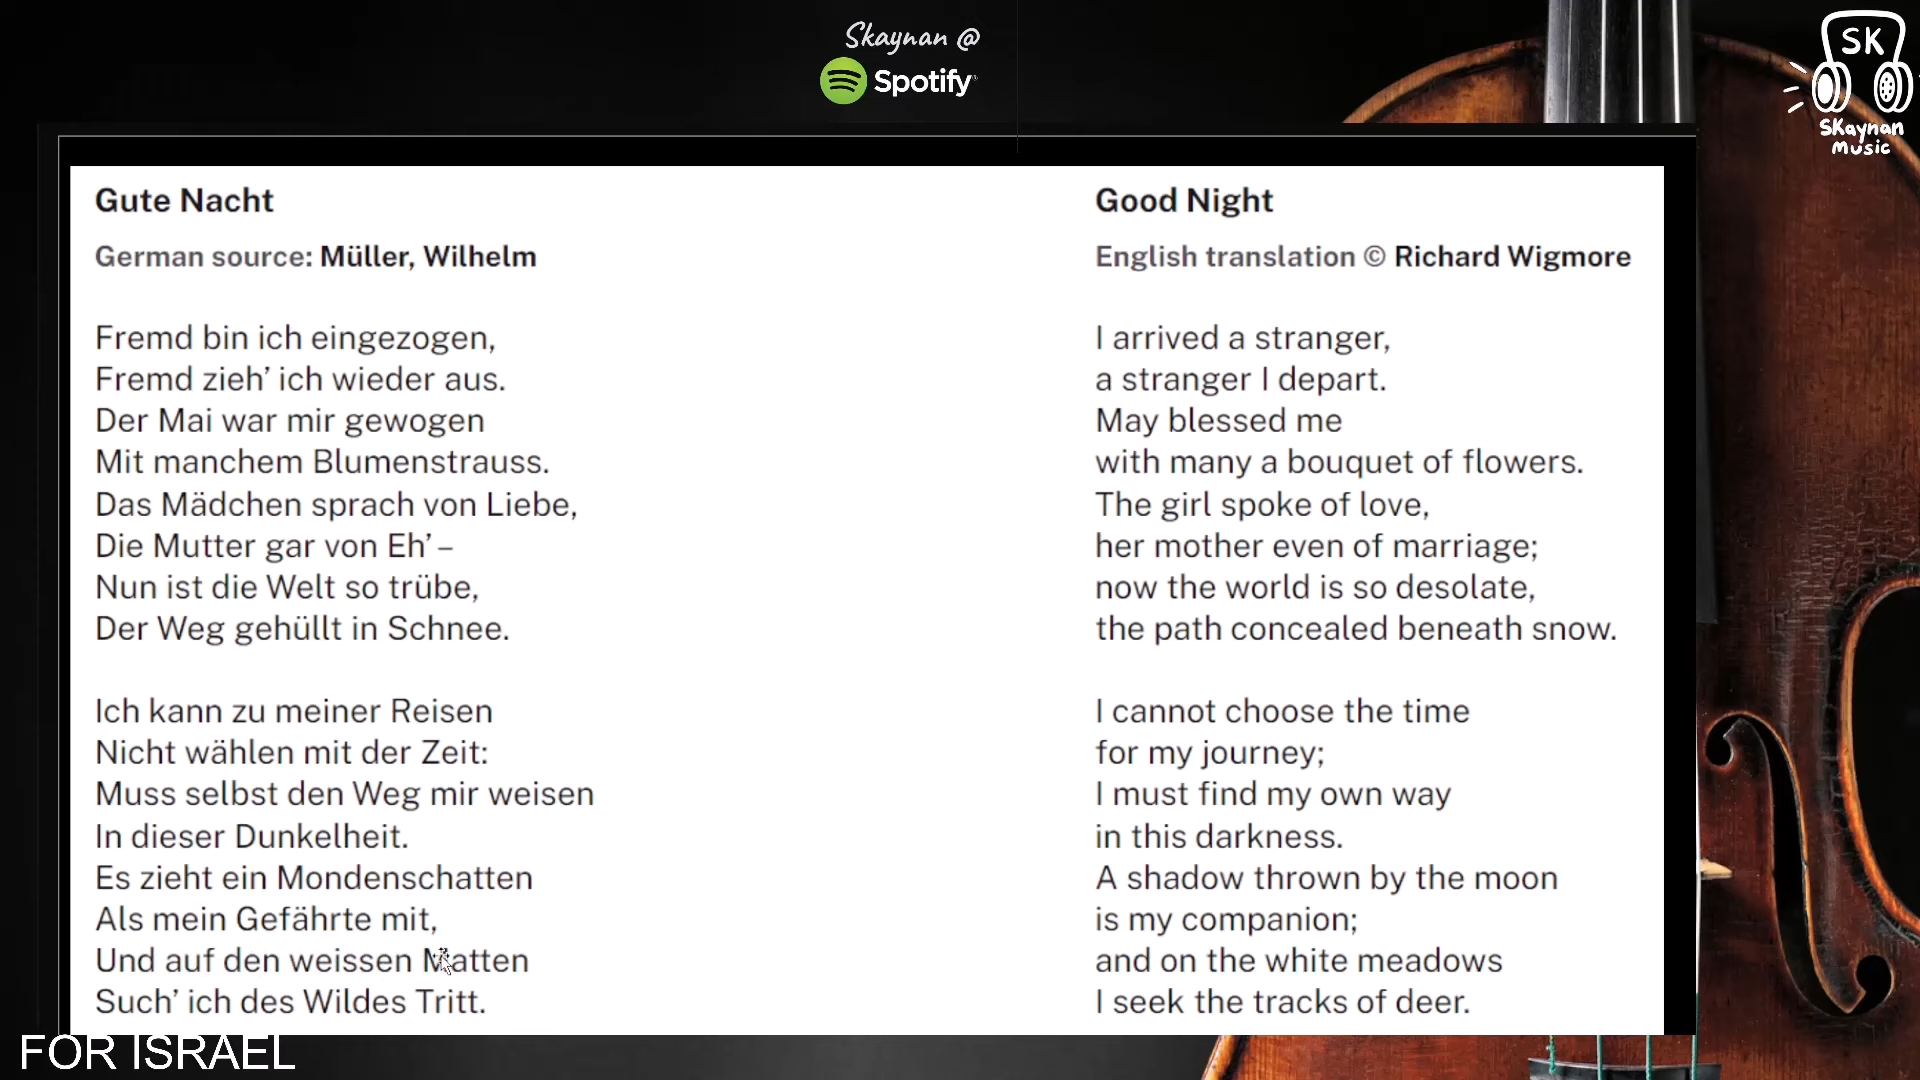 Skaynan @
Spotify
SK
SKaynan
Music
Gute Nacht
German source: Müller, Wilhelm
Fremd bin ich eingezogen,
Fremd zieh’ ich wieder aus.
Der Mai war mir gewogen
Mit manchem Blumenstrauss.
Das Mädchen sprach von Liebe,
Die Mutter gar von Eh’ –
Nun ist die Welt so trübe,
Der Weg gehüllt in Schnee.
Ich kann zu meiner Reisen
Nicht wählen mit der Zeit:
Muss selbst den Weg mir weisen
In dieser Dunkelheit.
Es zieht ein Mondenschatten
Als mein Gefährte mit,
Und auf den weissen Matten
Such’ ich des Wildes Tritt.
Good Night
English translation © Richard Wigmore
I arrived a stranger,
a stranger I depart.
May blessed me
with many a bouquet of flowers.
The girl spoke of love,
her mother even of marriage;
now the world is so desolate,
the path concealed beneath snow.
I cannot choose the time
for my journey;
I must find my own way
in this darkness.
A shadow thrown by the moon
is my companion;
and on the white meadows
I seek the tracks of deer.
FOR ISRAEL